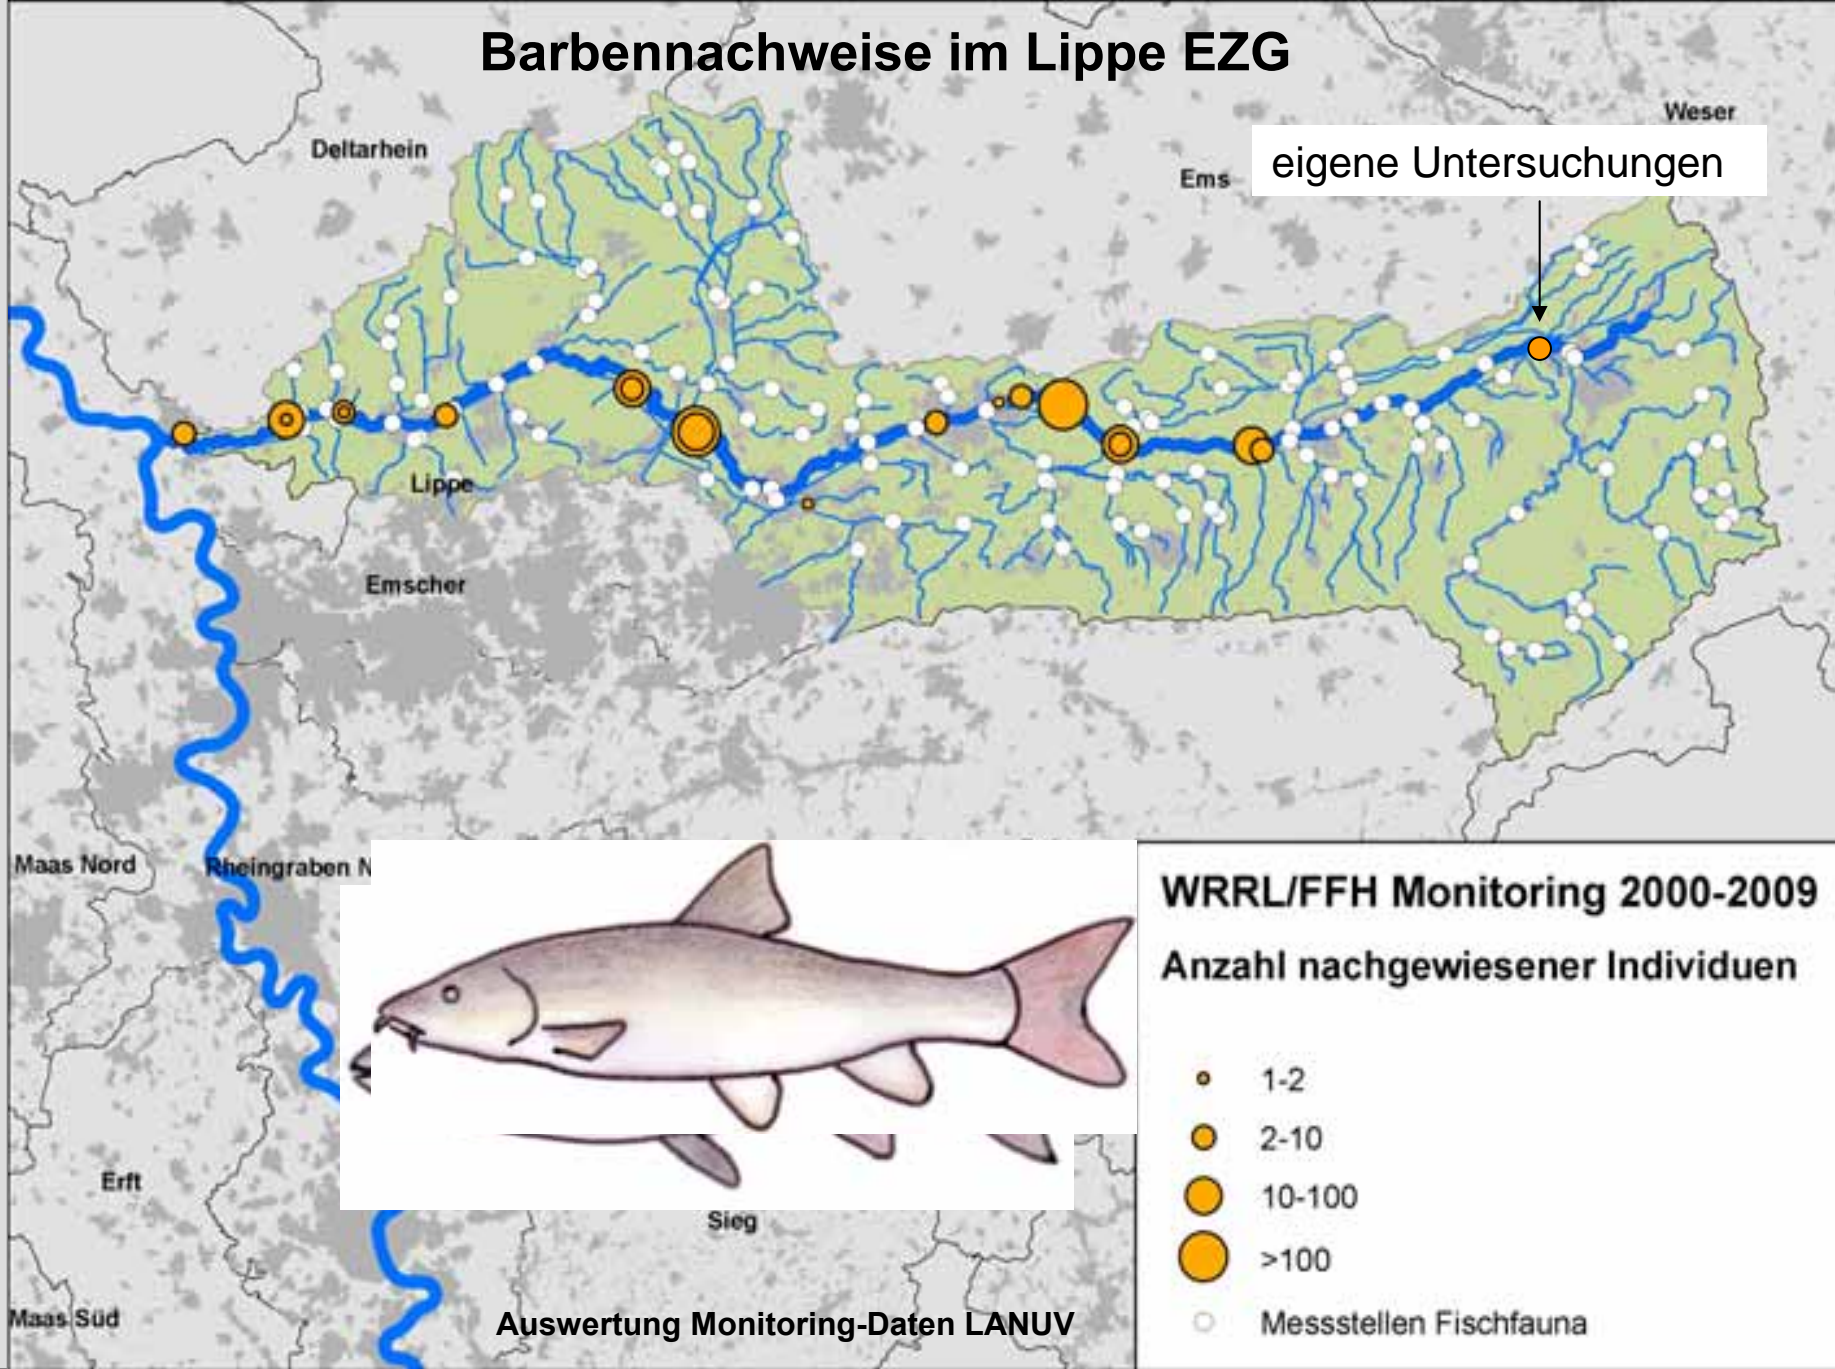 Barbennachweise im Lippe EZG
Weser
Deltarhein
eigene Untersuchungen
Ems
Lippe
Emscher
Maas Nord
Rheingraben N
WRRL/FFH Monitoring 2000-2009
Anzahl nachgewiesener Individuen
1-2
2-10
10-100
>100
Messstellen Fischfauna
Erft
Sieg
Maas Süd
Auswertung Monitoring-Daten LANUV